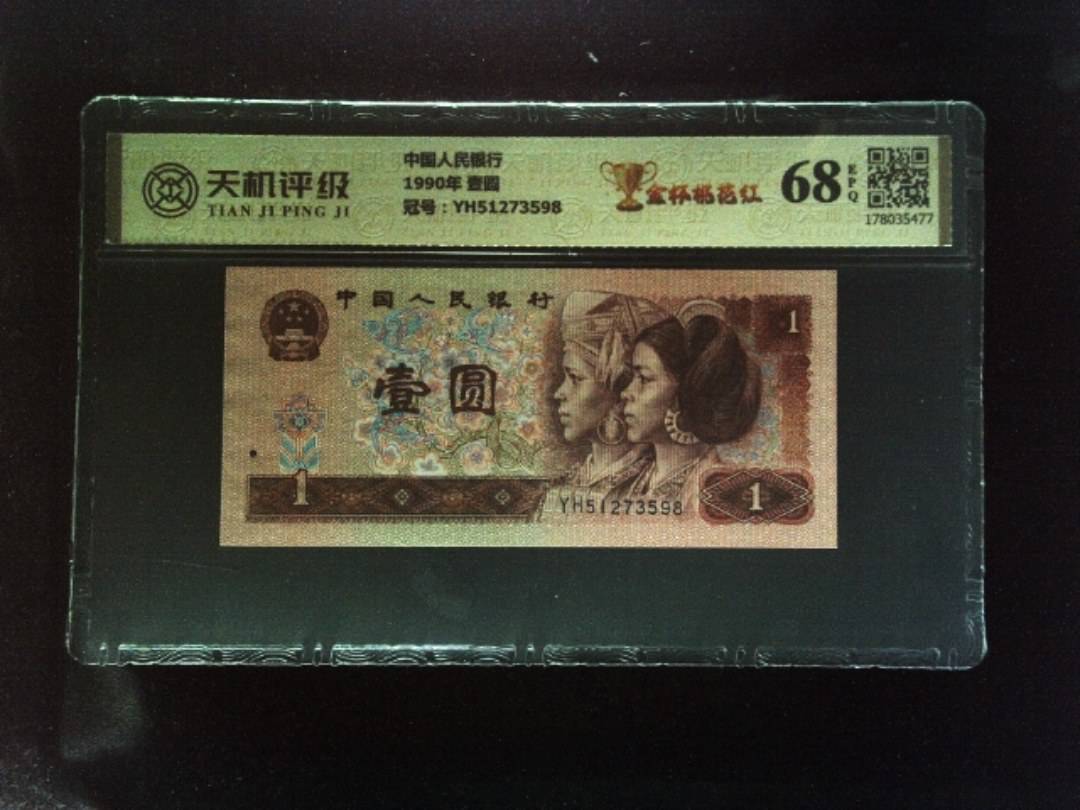 天机评级
TIAN JI PING JI
中国人民银行
1990年 壹圆
冠号：YH51273598
金杯桃花红
68
EPQ
178035477
中国人民银行
1
壹圆
1
YH51273598
1